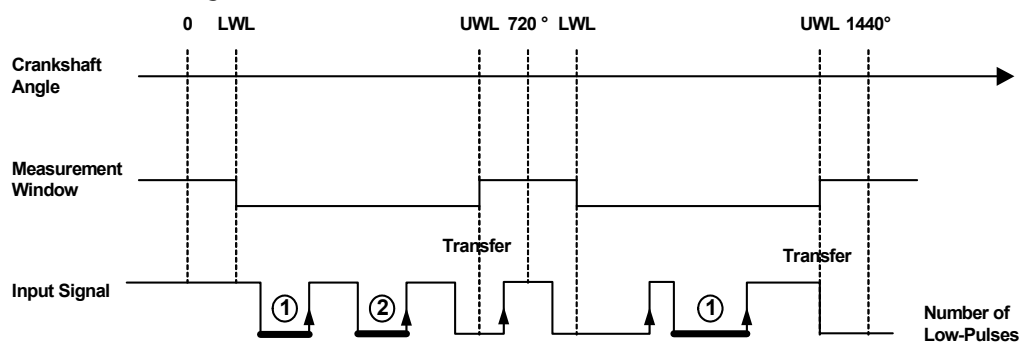 0 LWL UWL 720 ° LWL UWL 1440°
Crankshaft
Angle
Measurement
Window
Transfer
Transfer
Input Signal
1 2 1
Number of
Low-Pulses